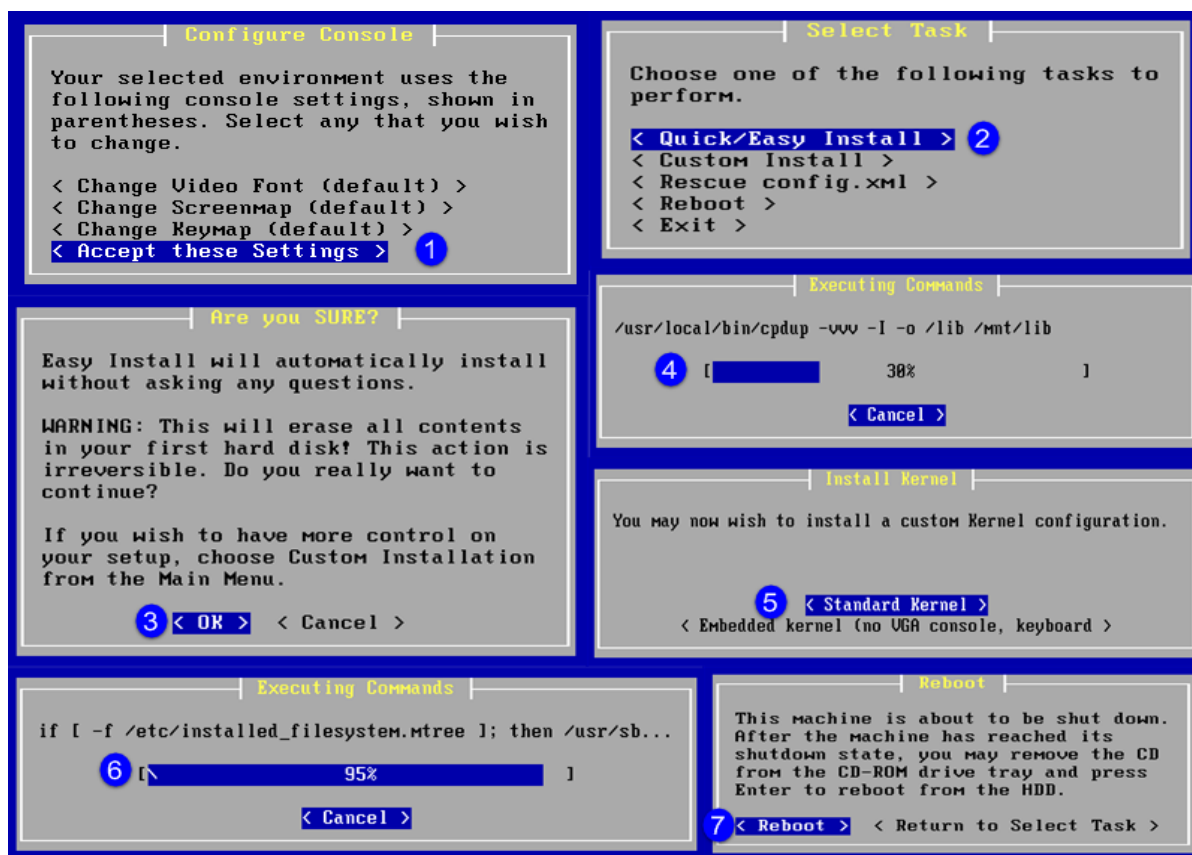 Configure Console
Your selected environment uses the
following console settings, shown in
parentheses. Select any that you wish
to change.
< Change Video Font (default) >
< Change Screenmap (default) >
< Change Keymap (default) >
< Accept these Settings > 1
Select Task
Choose one of the following tasks to
perform.
< Quick/Easy Install > 2
< Custom Install >
< Rescue config.xml >
< Reboot >
< Exit >
Are you SURE?
Easy Install will automatically install
without asking any questions.
WARNING: This will erase all contents
in your first hard disk! This action is
irreversible. Do you really want to
continue?
If you wish to have more control on
your setup, choose Custom Installation
from the Main Menu.
3 < OK > < Cancel >
Executing Commands
/usr/local/bin/cpdup -vvv -I -o /lib /mnt/lib
4 [ 30% ]
< Cancel >
Install Kernel
You may now wish to install a custom Kernel configuration.
5 < Standard Kernel >
< Embedded kernel (no VGA console, keyboard >
Executing Commands
if [ -f /etc/installed_filesystem.mtree ]; then /usr/sb...
6 [\ 95% ]
< Cancel >
Reboot
This machine is about to be shut down.
After the machine has reached its
shutdown state, you may remove the CD
from the CD-ROM drive tray and press
Enter to reboot from the HDD.
7 < Reboot > < Return to Select Task >